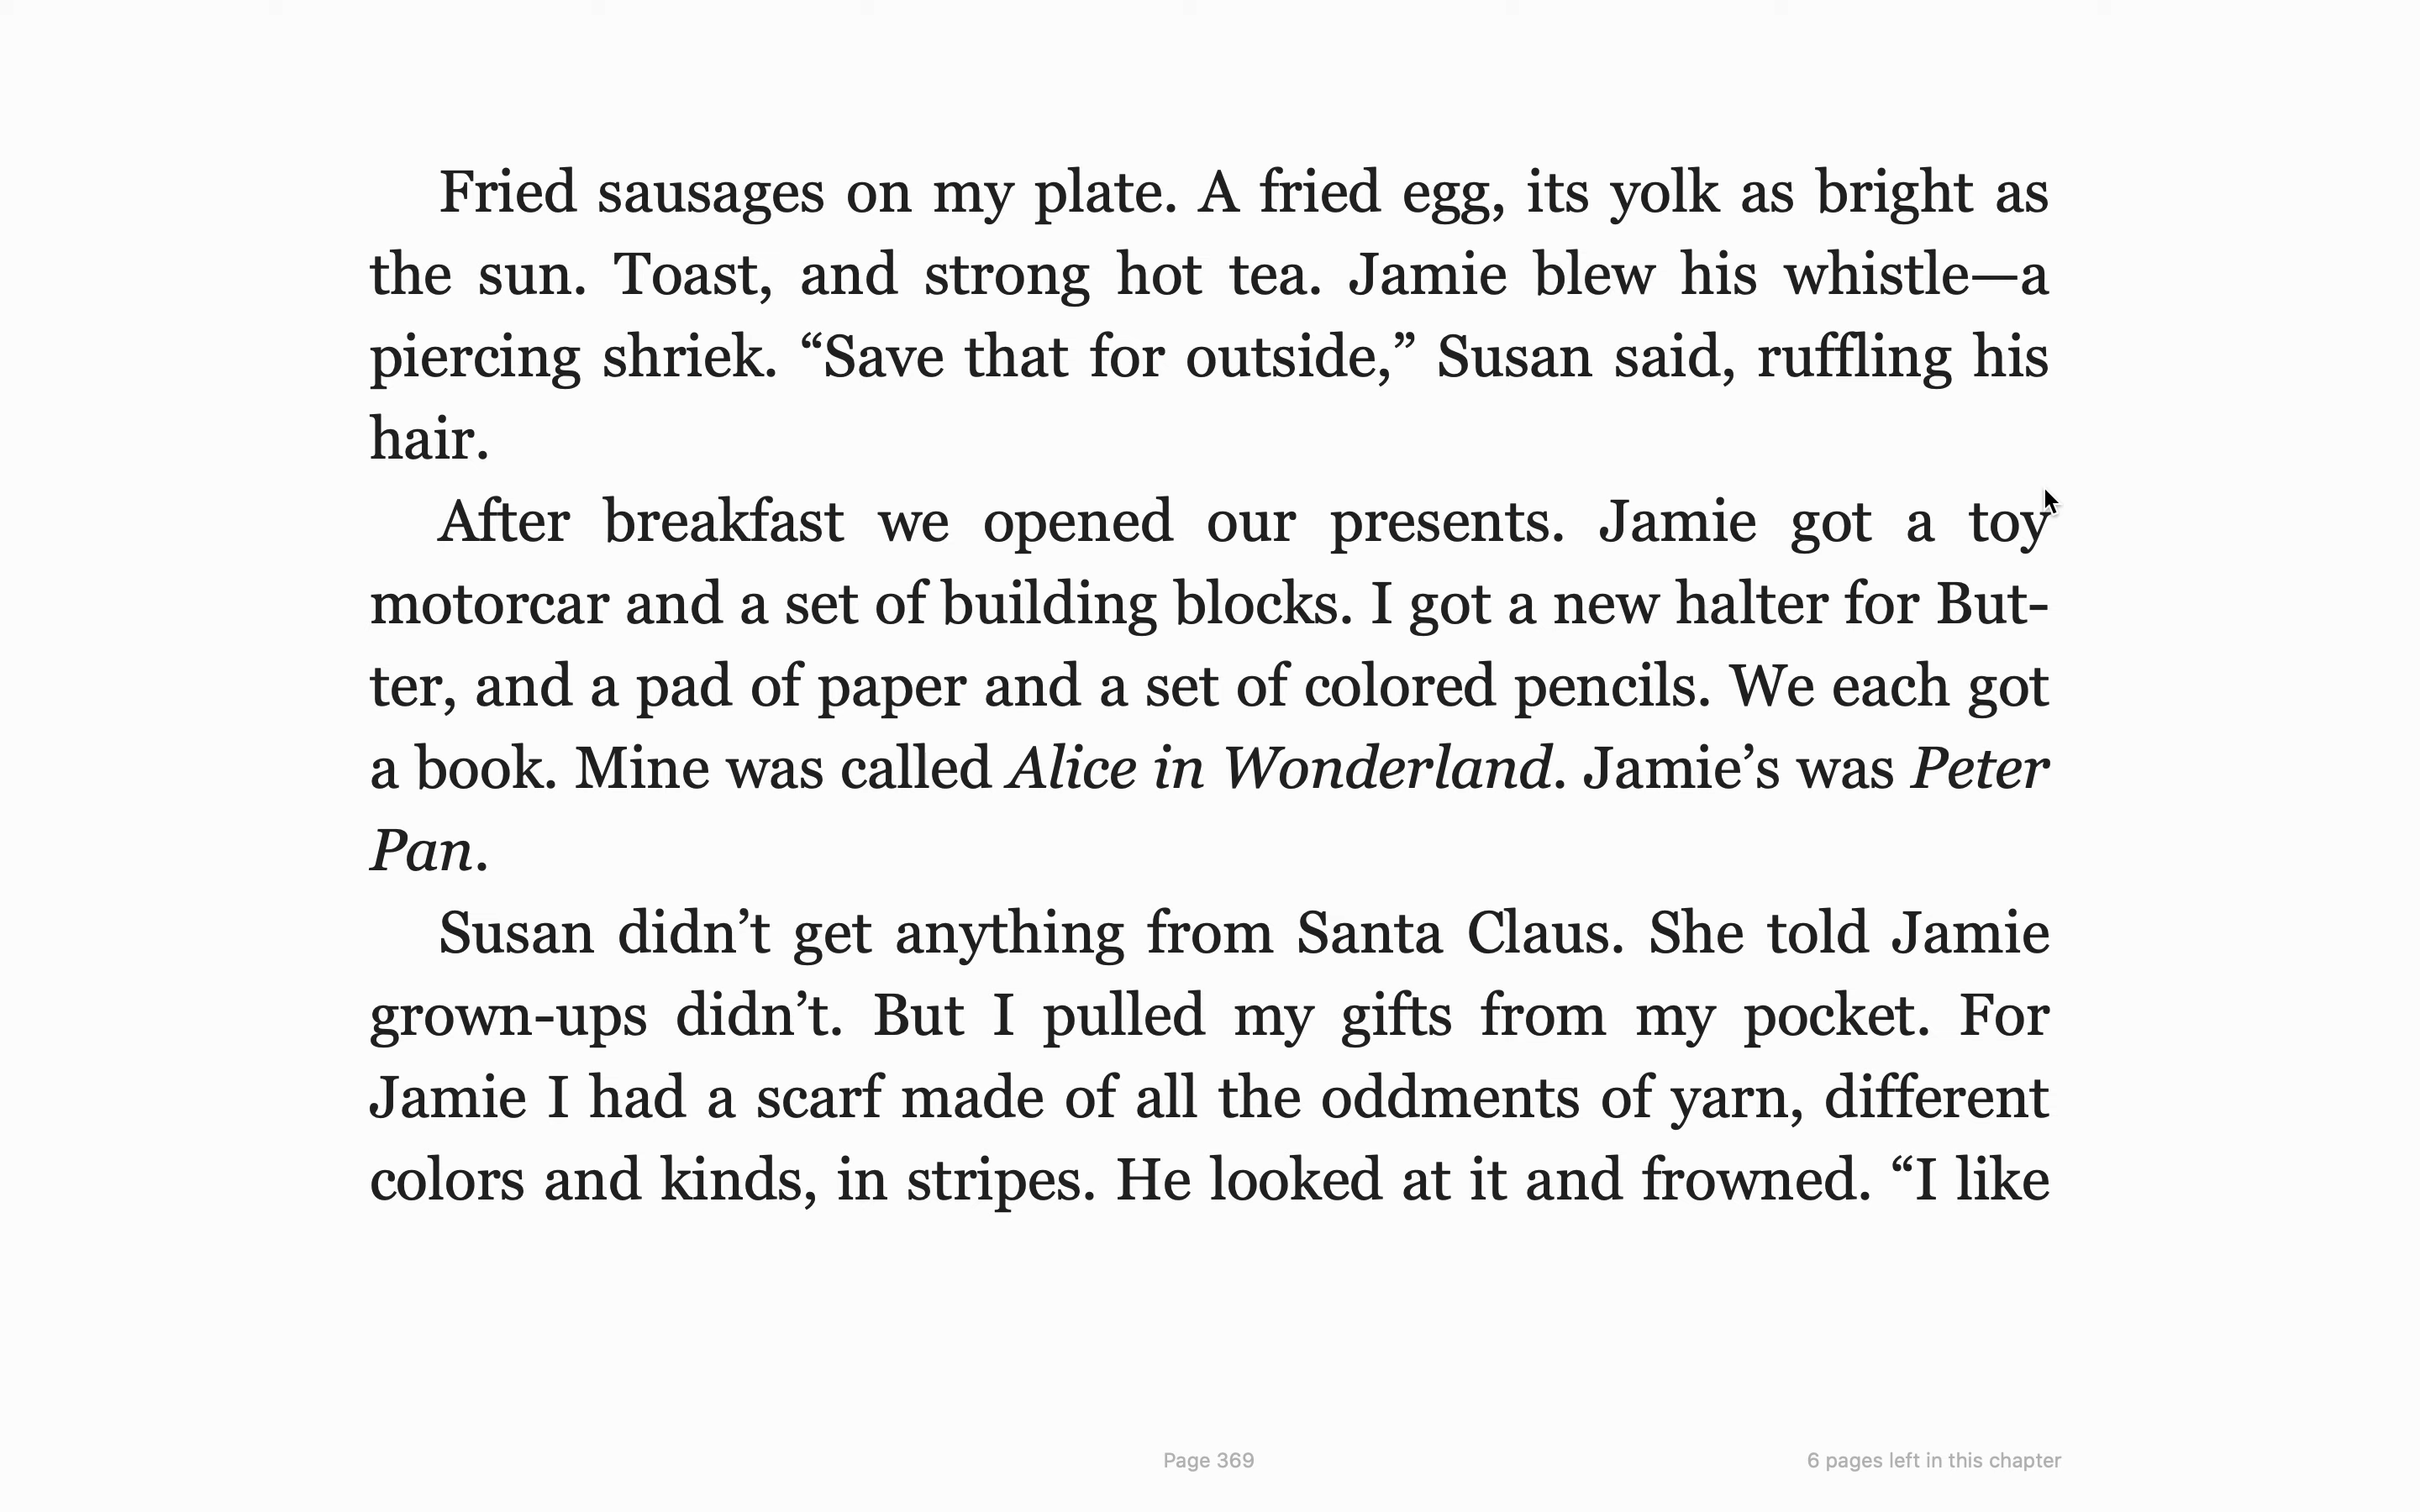 Fried sausages on my plate. A fried egg, its yolk as bright as
the sun. Toast, and strong hot tea. Jamie blew his whistle—a
piercing shriek. “Save that for outside,” Susan said, ruffling his
hair.
After breakfast we opened our presents. Jamie got a toy
motorcar and a set of building blocks. I got a new halter for But-
ter, and a pad of paper and a set of colored pencils. We each got
a book. Mine was called Alice in Wonderland. Jamie’s was Peter
Pan.
Susan didn’t get anything from Santa Claus. She told Jamie
grown-ups didn’t. But I pulled my gifts from my pocket. For
Jamie I had a scarf made of all the oddments of yarn, different
colors and kinds, in stripes. He looked at it and frowned. “I like
Page 369
6 pages left in this chapter